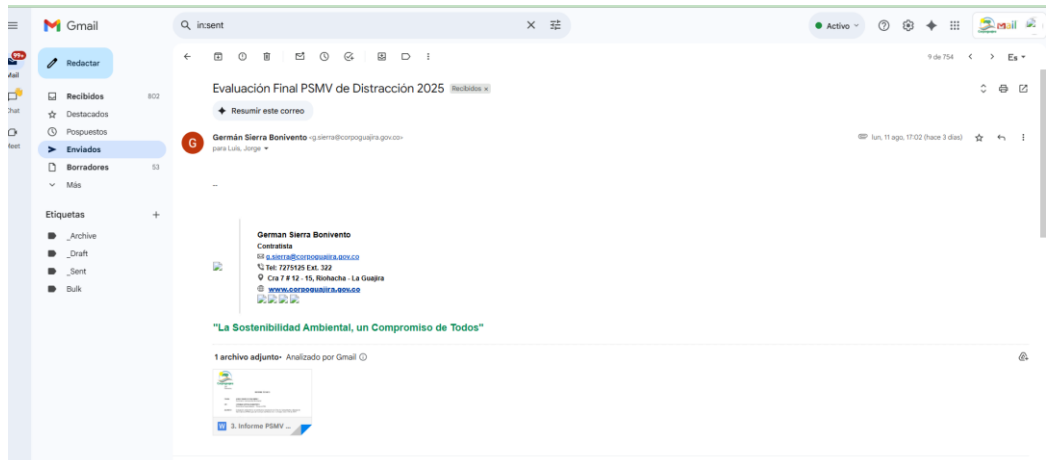 Gmail
in:sent
Activo
Mail
99+
Mail
Redactar
9 de 754
Es
Chat
Meet
Recibidos 802
Destacados
Pospuestos
Enviados
Borradores 53
Más
Etiquetas
_Archive
_Draft
_Sent
Bulk
Evaluación Final PSMV de Distracción 2025 Recibidos x
Resumir este correo
G
Germán Sierra Bonivento <g.sierra@corpoguajira.gov.co>
lun, 11 ago, 17:02 (hace 3 días)
para Luis, Jorge
--
German Sierra Bonivento
Contratista
g.sierra@corpoguajira.gov.co
Tel: 7275125 Ext. 322
Cra 7 # 12 - 15, Riohacha - La Guajira
www.corpoguajira.gov.co
"La Sostenibilidad Ambiental, un Compromiso de Todos"
1 archivo adjunto• Analizado por Gmail
W 3. Informe PSMV ...